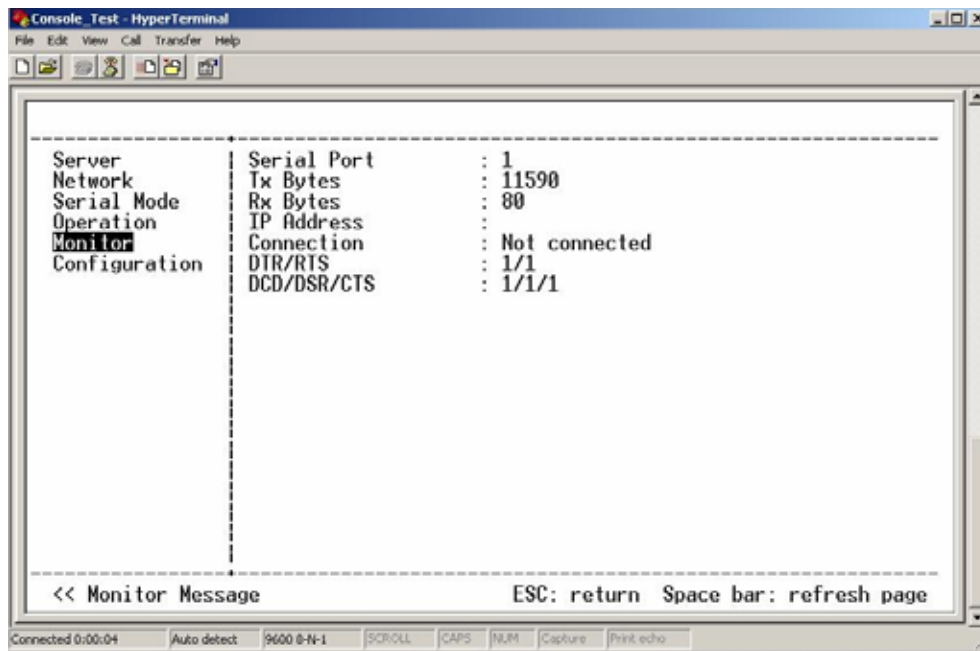 Console_Test - HyperTerminal
File Edit View Call Transfer Help
Server
Network
Serial Mode
Operation
Monitor
Configuration
Serial Port : 1
Tx Bytes : 11590
Rx Bytes : 80
IP Address :
Connection : Not connected
DTR/RTS : 1/1
DCD/DSR/CTS : 1/1/1
<< Monitor Message ESC: return Space bar: refresh page
Connected 0:00:04 Auto detect 9600 8-N-1 SCROLL CAPS NUM Capture Print echo